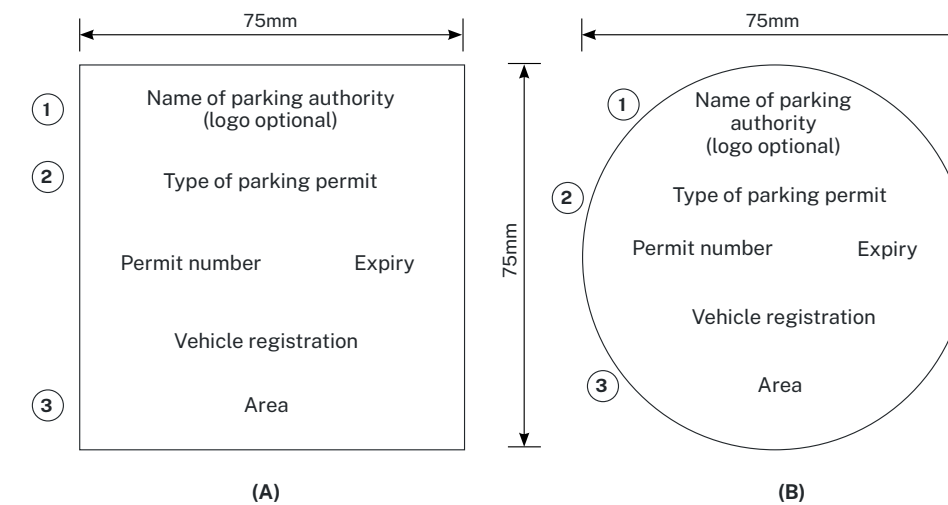 75mm
75mm
1
Name of parking authority
(logo optional)
2
Type of parking permit
Permit number Expiry
Vehicle registration
3
Area
75mm
1
Name of parking
authority
(logo optional)
2
Type of parking permit
Permit number Expiry
Vehicle registration
3
Area
(A)
(B)